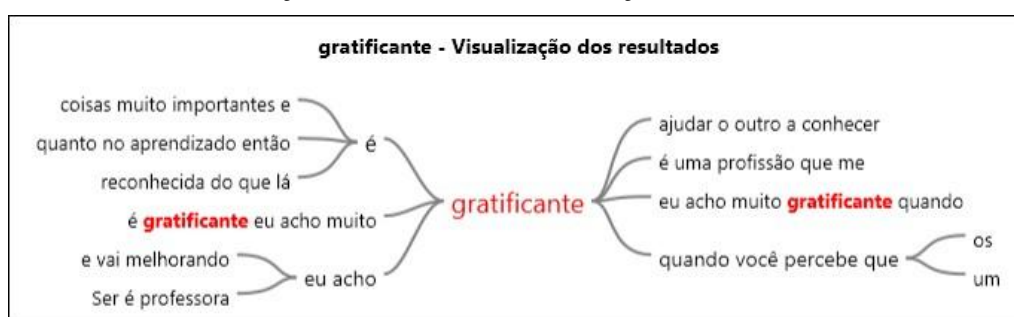 gratificante - Visualização dos resultados
coisas muito importantes e
quanto no aprendizado então
reconhecida do que lá
é
é gratificante eu acho muito
e vai melhorando
Ser é professora
eu acho
gratificante
ajudar o outro a conhecer
é uma profissão que me
eu acho muito gratificante quando
quando você percebe que
os
um